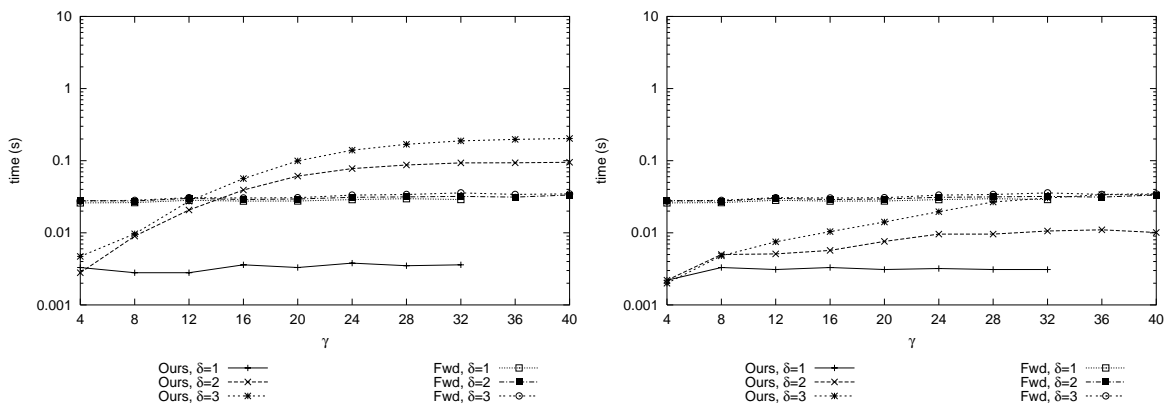 10
1
0.1
0.01
0.001
time (s)
4 8 12 16 20 24 28 32 36 40
γ
Ours, δ=1
Ours, δ=2
Ours, δ=3
Fwd, δ=1
Fwd, δ=2
Fwd, δ=3
10
1
0.1
0.01
0.001
time (s)
4 8 12 16 20 24 28 32 36 40
γ
Ours, δ=1
Ours, δ=2
Ours, δ=3
Fwd, δ=1
Fwd, δ=2
Fwd, δ=3